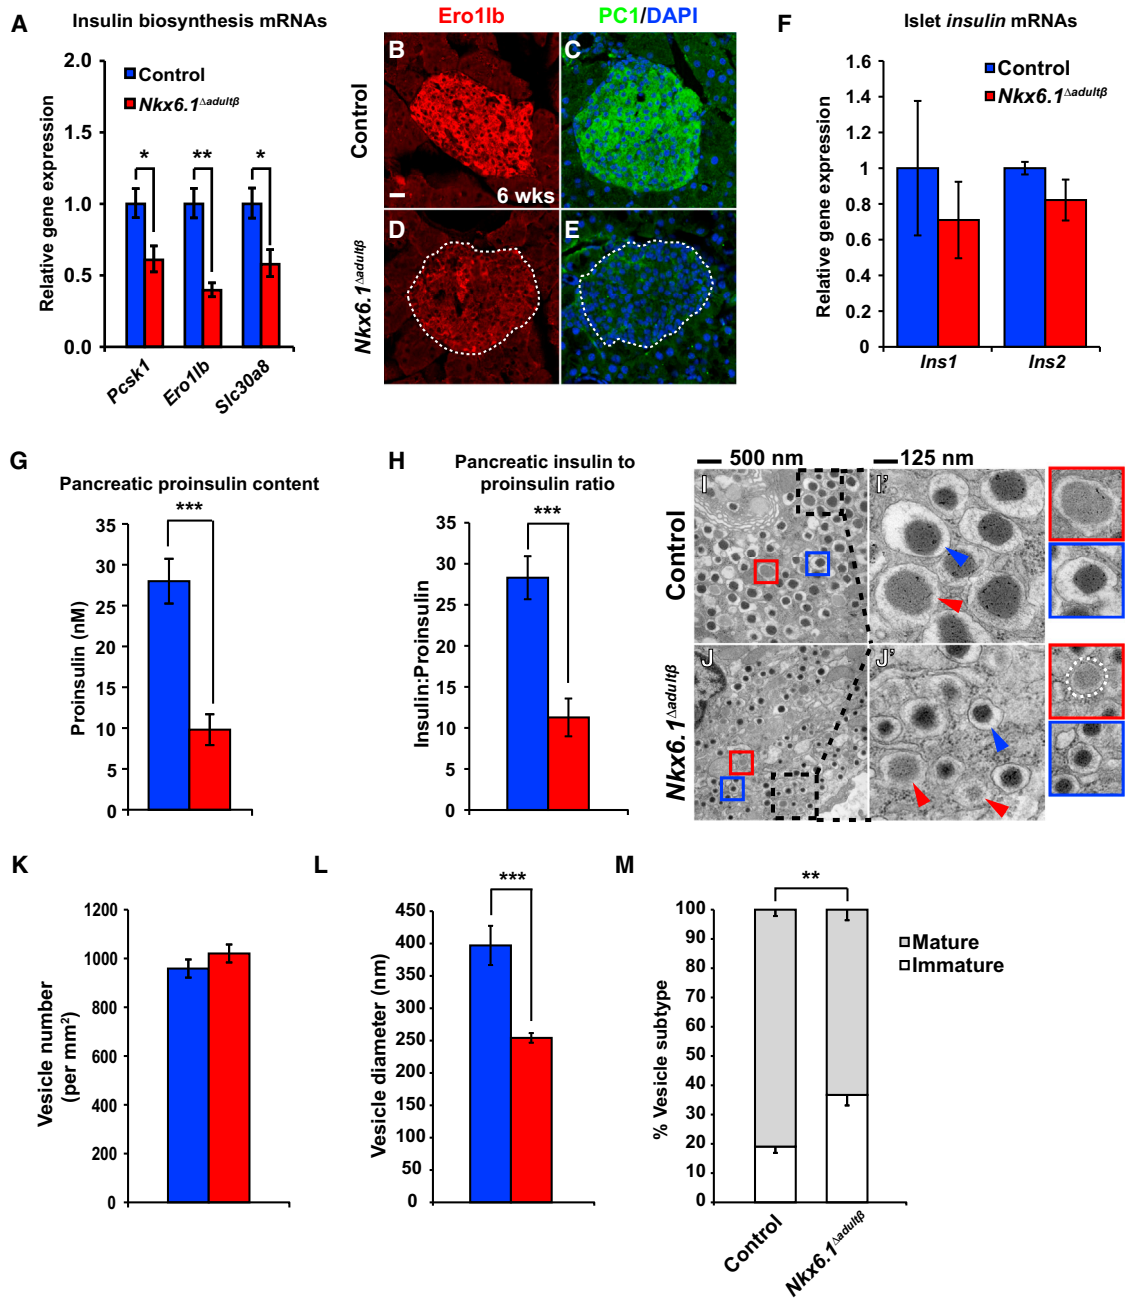 A
Insulin biosynthesis mRNAs
Relative gene expression
2.0
1.5
1.0
0.5
0.0
Control
Nkx6.1Δadultβ
*
**
*
Pcsk1
Ero1lb
Slc30a8
Ero1lb
PC1/DAPI
Control
Nkx6.1Δadultβ
B
6 wks
C
D
E
F
Islet insulin mRNAs
Relative gene expression
1.6
1.4
1.2
1
0.8
0.6
0.4
0.2
0
Control
Nkx6.1Δadultβ
Ins1
Ins2
G
Pancreatic proinsulin content
Proinsulin (nM)
35
30
25
20
15
10
5
0
***
H
Pancreatic insulin to
proinsulin ratio
Insulin:Proinsulin
35
30
25
20
15
10
5
0
***
500 nm
125 nm
Control
Nkx6.1Δadultβ
I
I'
J
J'
K
Vesicle number
(per mm²)
1200
1000
800
600
400
200
0
L
Vesicle diameter (nm)
450
400
350
300
250
200
150
100
50
0
***
M
% Vesicle subtype
100
90
80
70
60
50
40
30
20
10
0
**
Mature
Immature
Control
Nkx6.1Δadultβ